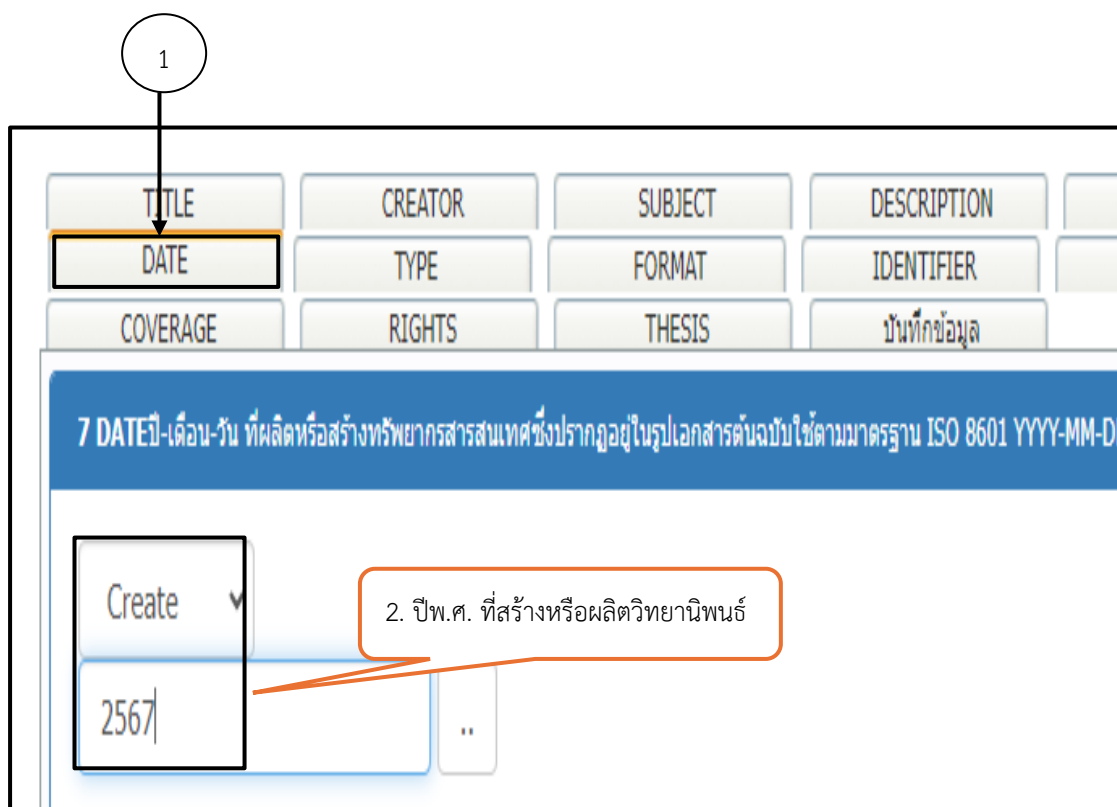 1
TITLE CREATOR SUBJECT DESCRIPTION
DATE TYPE FORMAT IDENTIFIER
COVERAGE RIGHTS THESIS บันทึกข้อมูล
7 DATEปี-เดือน-วัน ที่ผลิตหรือสร้างทรัพยากรสารสนเทศซึ่งปรากฏอยู่ในรูปเอกสารต้นฉบับใช้ตามมาตรฐาน ISO 8601 YYYY-MM-D
Create
2. ปีพ.ศ. ที่สร้างหรือผลิตวิทยานิพนธ์
2567
..